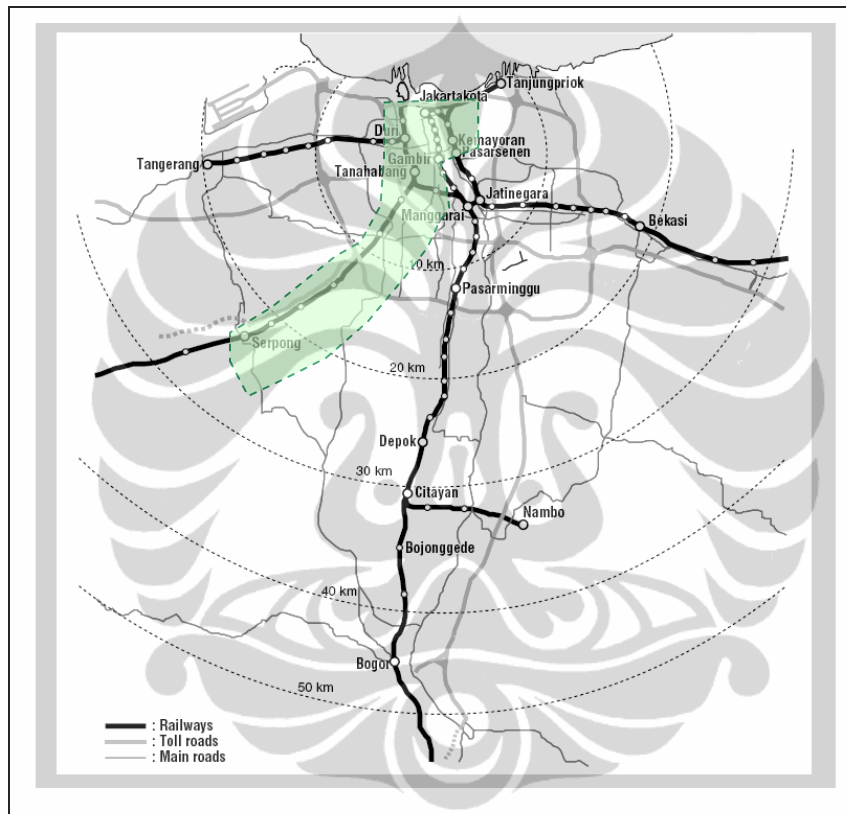 Tanjungpriok
Jakartakota
Duri
Kemayoran
Pasarsenen
Gambir
Tangerang
Tanahabang
Jatinegara
Manggarai
Bekasi
10 km
Pasarminggu
Serpong
20 km
Depok
30 km
Citayan
Nambo
Bojonggede
40 km
Bogor
50 km
: Railways
: Toll roads
: Main roads